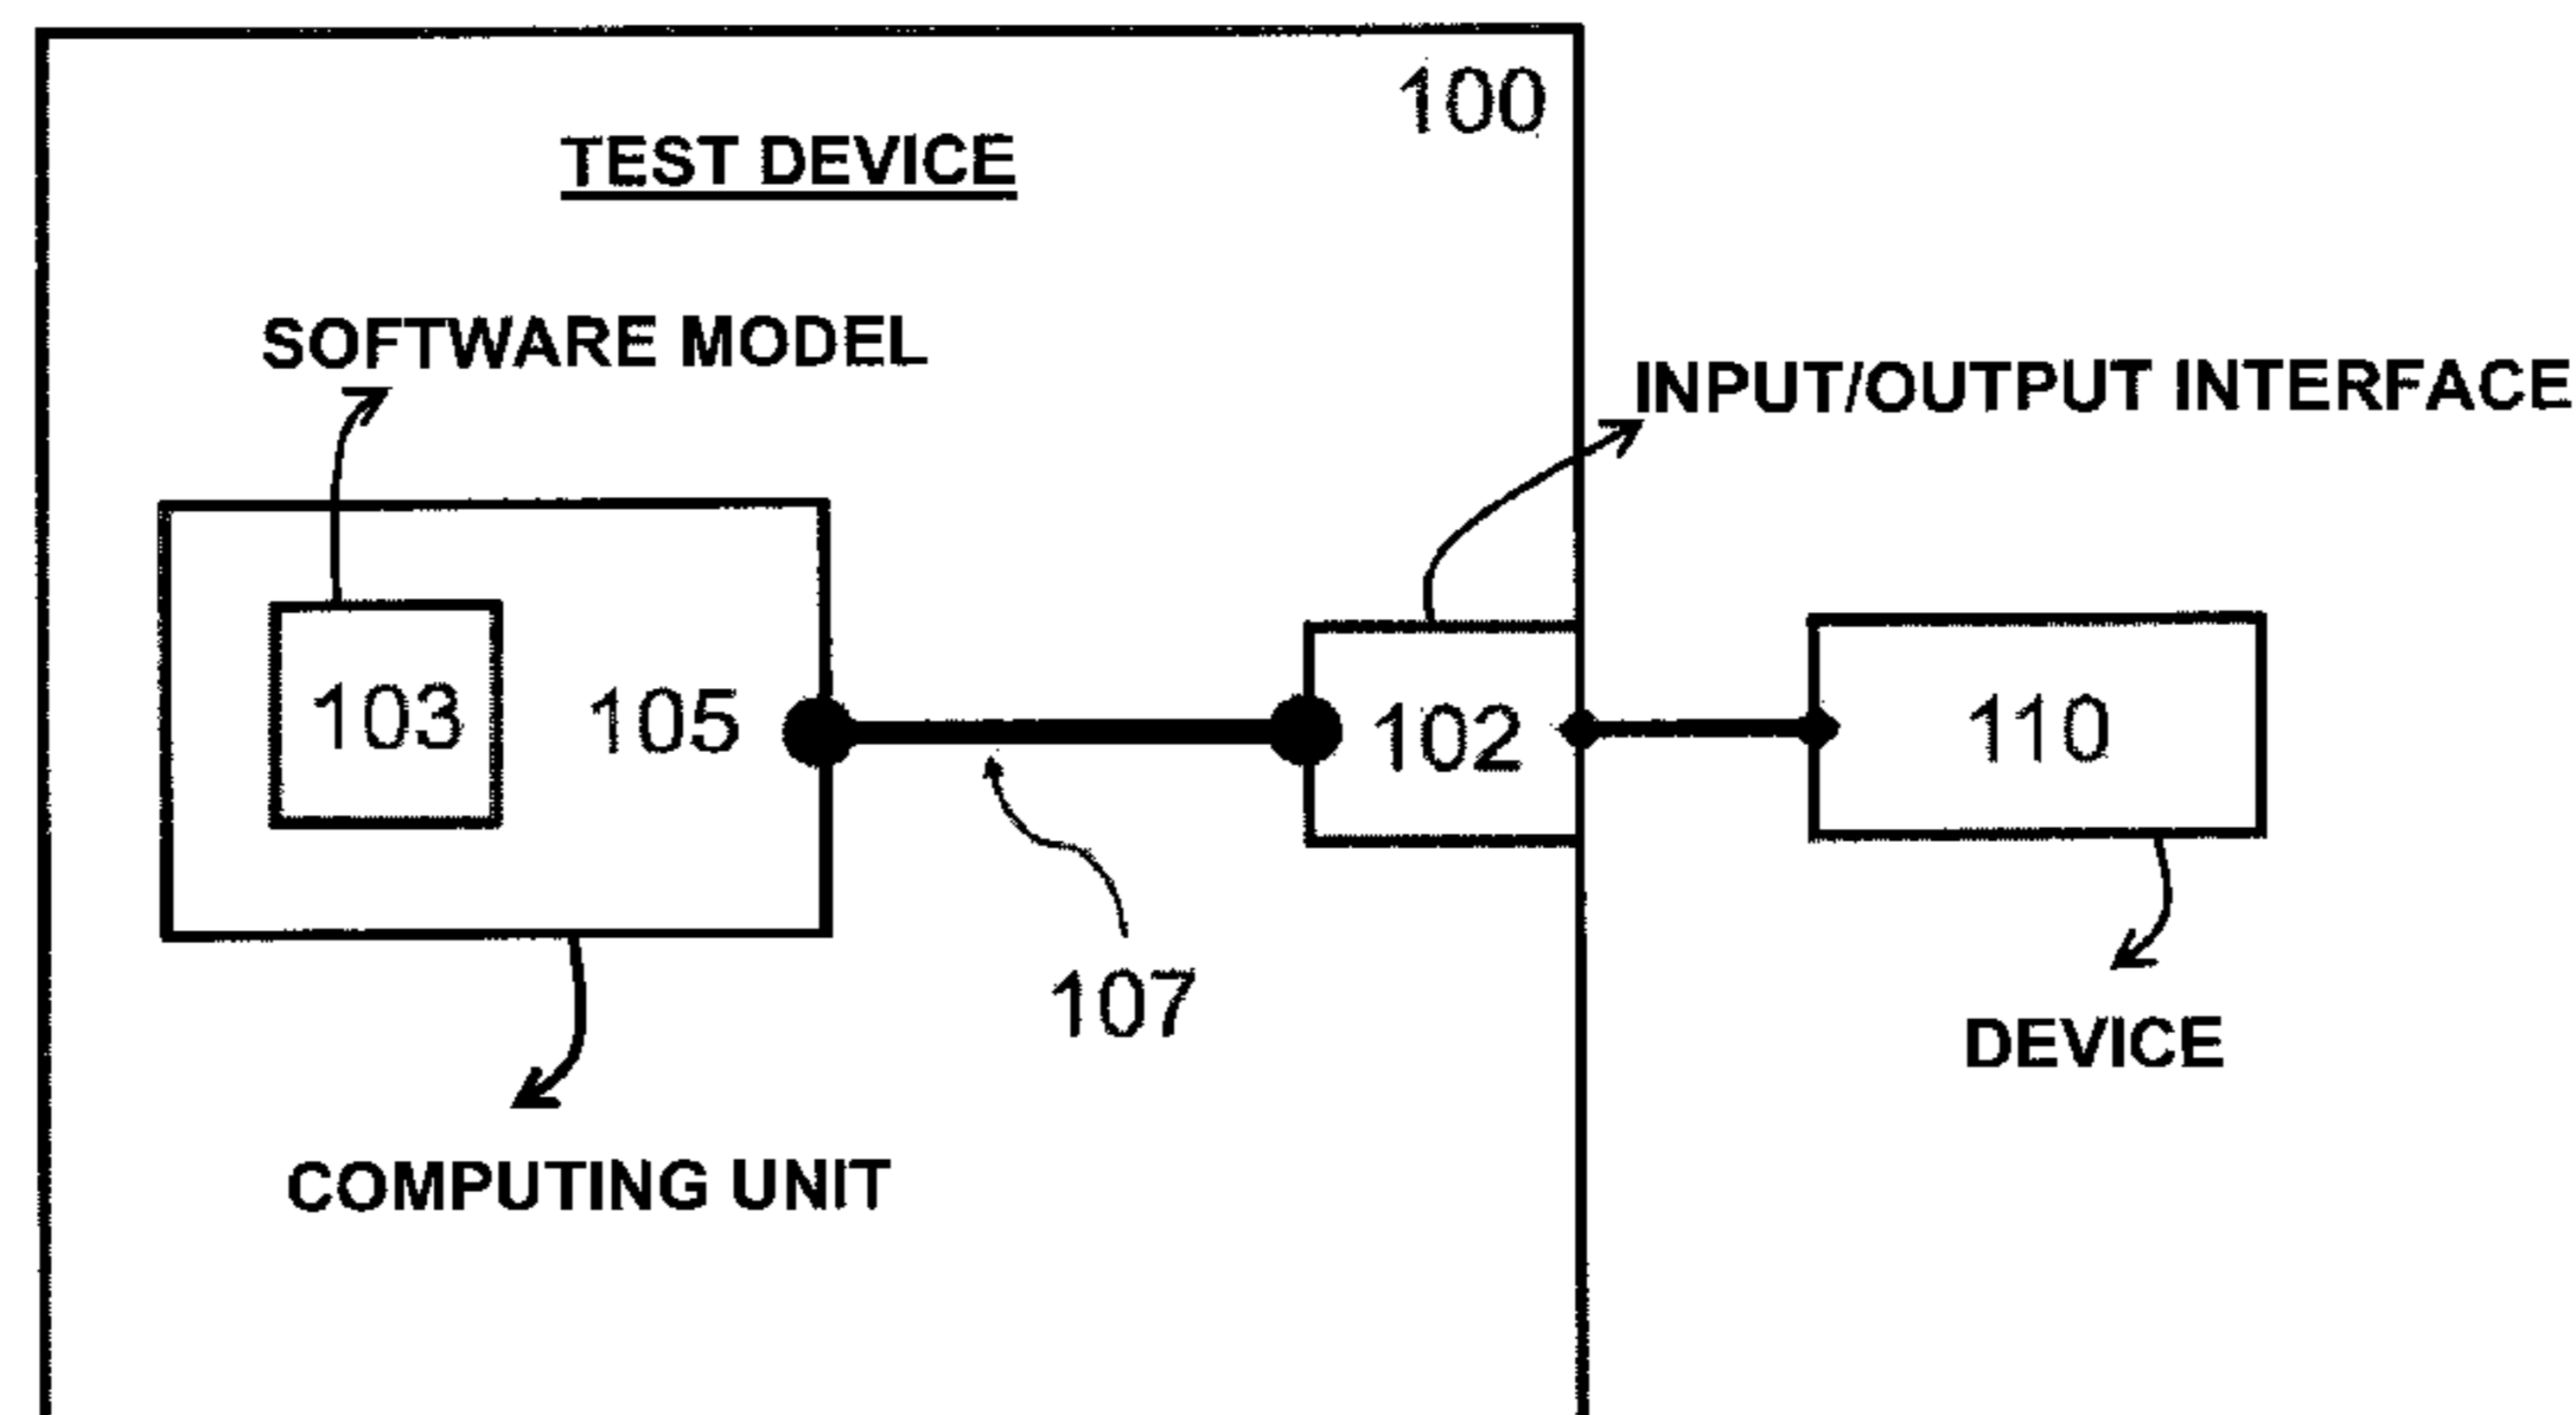 100
TEST DEVICE
SOFTWARE MODEL
INPUT/OUTPUT INTERFACE
103
105
102
110
107
DEVICE
COMPUTING UNIT